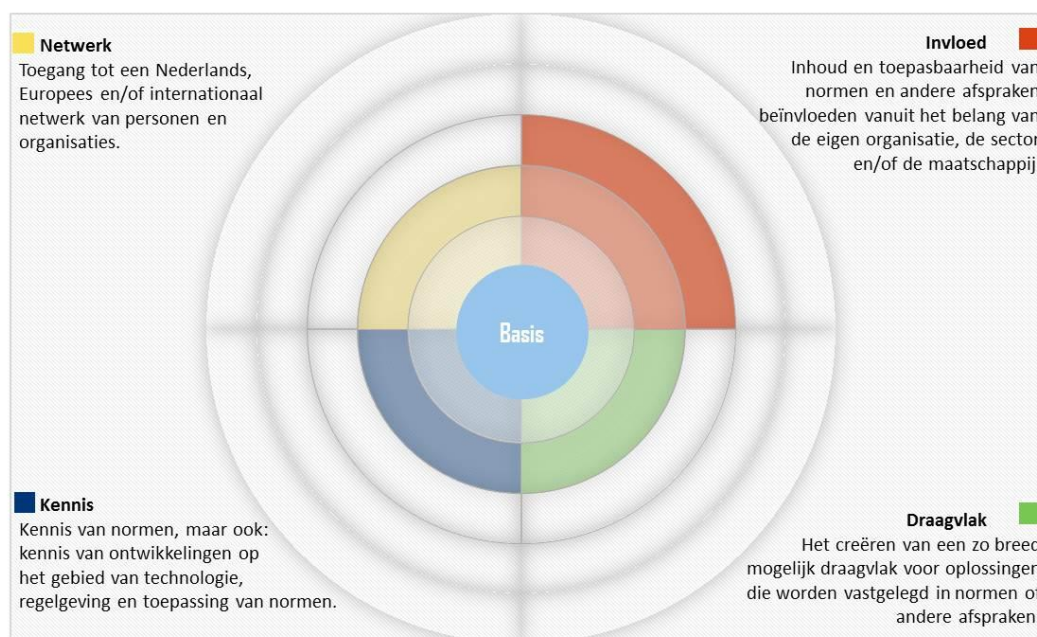 Netwerk
Toegang tot een Nederlands,
Europees en/of internationaal
netwerk van personen en
organisaties.
Invloed
Inhoud en toepasbaarheid van
normen en andere afspraken
beïnvloeden vanuit het belang van
de eigen organisatie, de sector
en/of de maatschappij
Basis
Kennis
Kennis van normen, maar ook:
kennis van ontwikkelingen op
het gebied van technologie,
regelgeving en toepassing van normen.
Draagvlak
Het creëren van een zo breed
mogelijk draagvlak voor oplossingen
die worden vastgelegd in normen of
andere afspraken